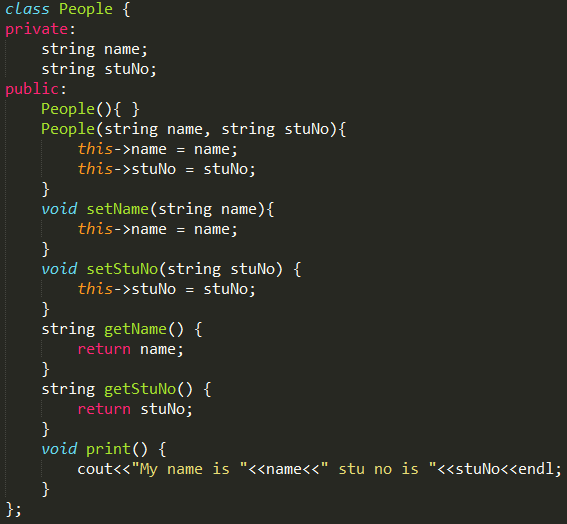 class People {
private:
    string name;
    string stuNo;
public:
    People(){ }
    People(string name, string stuNo){
        this->name = name;
        this->stuNo = stuNo;
    }
    void setName(string name){
        this->name = name;
    }
    void setStuNo(string stuNo) {
        this->stuNo = stuNo;
    }
    string getName() {
        return name;
    }
    string getStuNo() {
        return stuNo;
    }
    void print() {
        cout<<"My name is "<<name<<" stu no is "<<stuNo<<endl;
    }
};